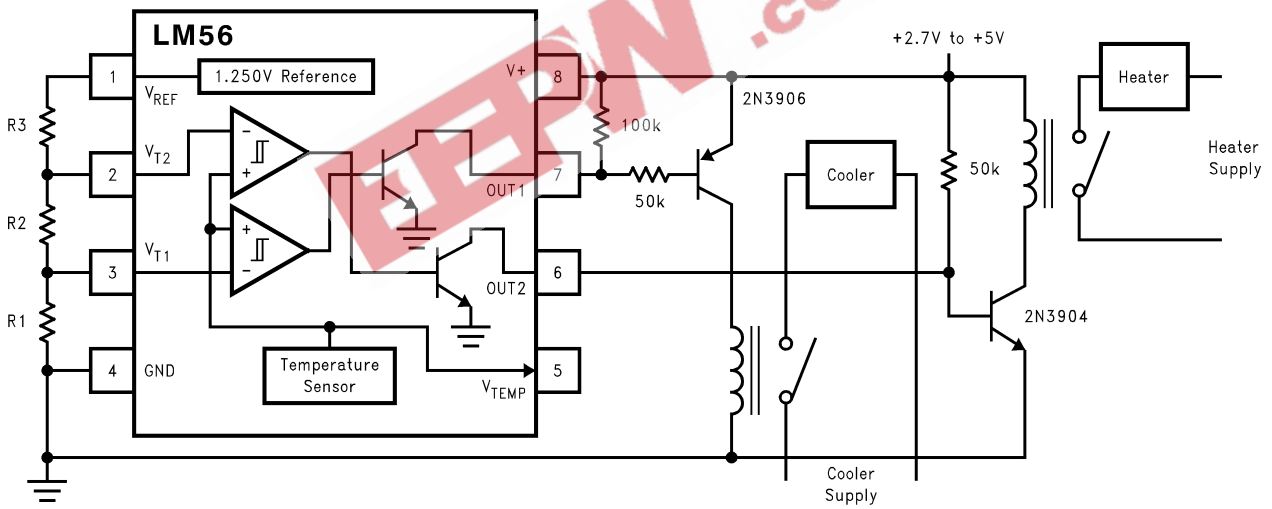 LM56
1.250V Reference
1
VREF
R3
VT2
2
R2
VT1
3
R1
4
GND
Temperature
Sensor
V+
8
OUT1
7
OUT2
6
VTEMP
5
100k
50k
2N3906
+2.7V to +5V
50k
2N3904
Cooler
Cooler
Supply
Heater
Heater
Supply
EEPW
.co